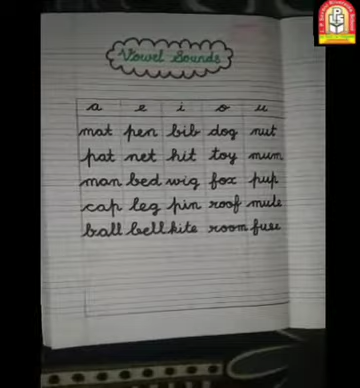 Vowel Sounds
a e i o u
mat pen bib dog nut
pat net hit toy mum
man bed wig fox pup
cap leg pin roof mule
ball bell kite room fuse